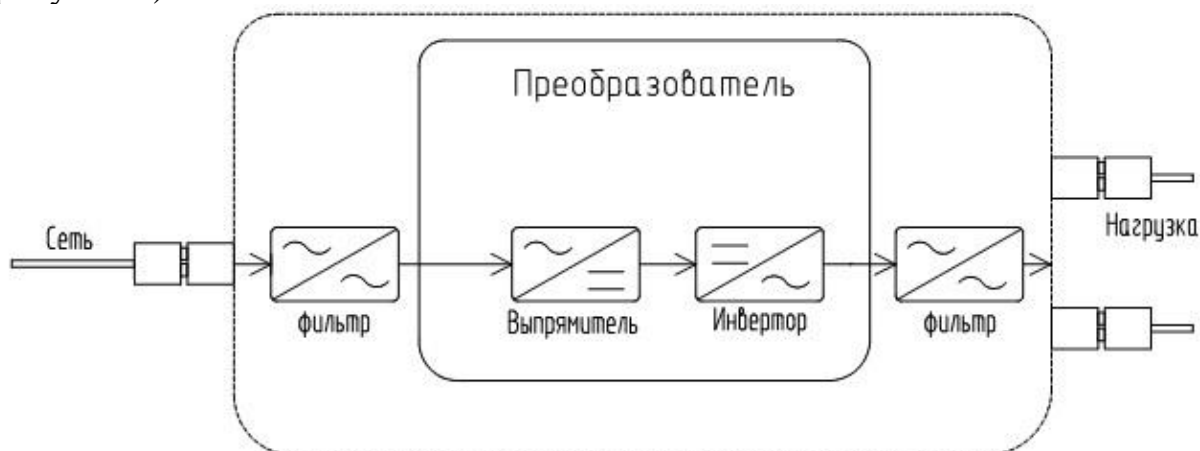 Преобразователь
Сеть
Нагрузка
фильтр
Выпрямитель
Инвертор
фильтр